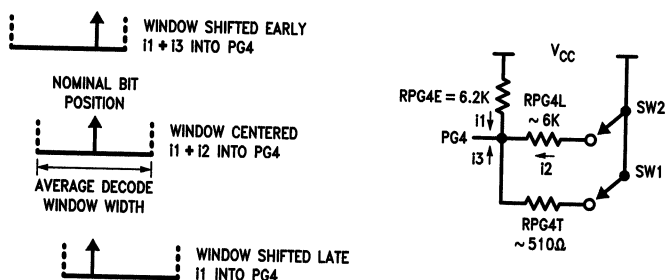 WINDOW SHIFTED EARLY
i1 + i3 INTO PG4
NOMINAL BIT
POSITION
WINDOW CENTERED
i1 + i2 INTO PG4
AVERAGE DECODE
WINDOW WIDTH
WINDOW SHIFTED LATE
i1 INTO PG4
VCC
RPG4E = 6.2K
RPG4L
~ 6K
SW2
i1
PG4
i3
i2
SW1
RPG4T
~510Ω